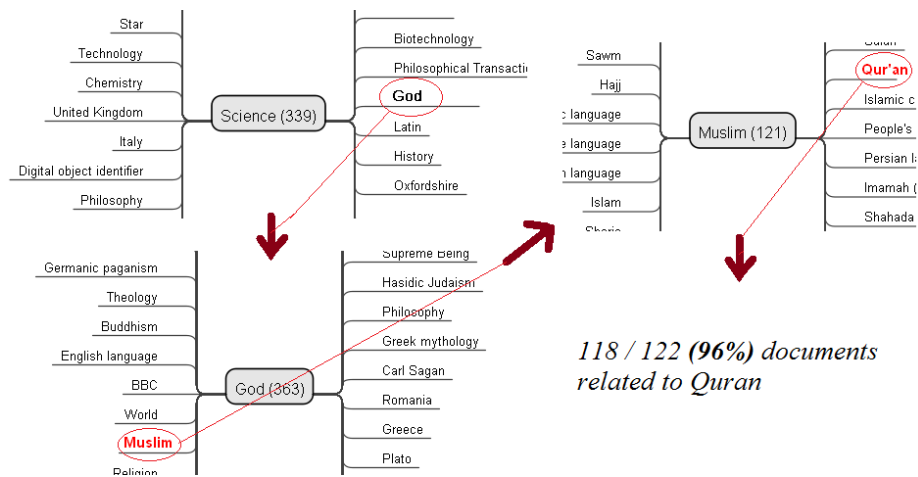 Star
Technology
Chemistry
United Kingdom
Italy
Digital object identifier
Philosophy
Science (339)
Biotechnology
Philosophical Transacti
God
Latin
History
Oxfordshire
Sawm
Hajj
c language
e language
n language
Islam
Muslim (121)
Qur'an
Islamic c
People's
Persian l
Imamah (
Shahada
Germanic paganism
Theology
Buddhism
English language
BBC
World
Muslim
Religion
God (363)
Supreme Being
Hasidic Judaism
Philosophy
Greek mythology
Carl Sagan
Romania
Greece
Plato
118 / 122 (96%) documents
related to Quran